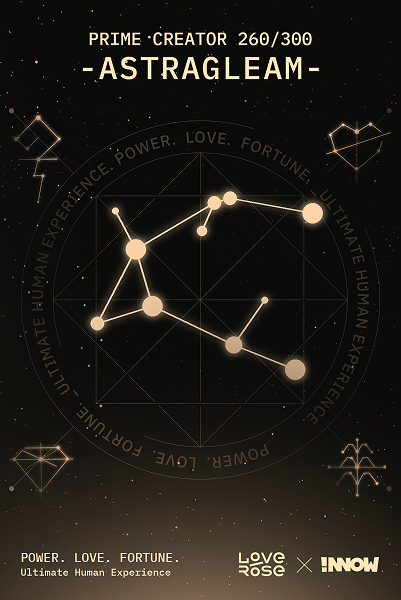 PRIME·CREATOR 260/300
-ASTRAGLEAM-
ULTIMATE HUMAN EXPERIENCE. POWER. LOVE. FORTUNE. -
ULTIMATE HUMAN EXPERIENCE.
POWER. LOVE. FORTUNE -
POWER. LOVE. FORTUNE.
Ultimate Human Experience
LOVE
ROSE
!NNOW